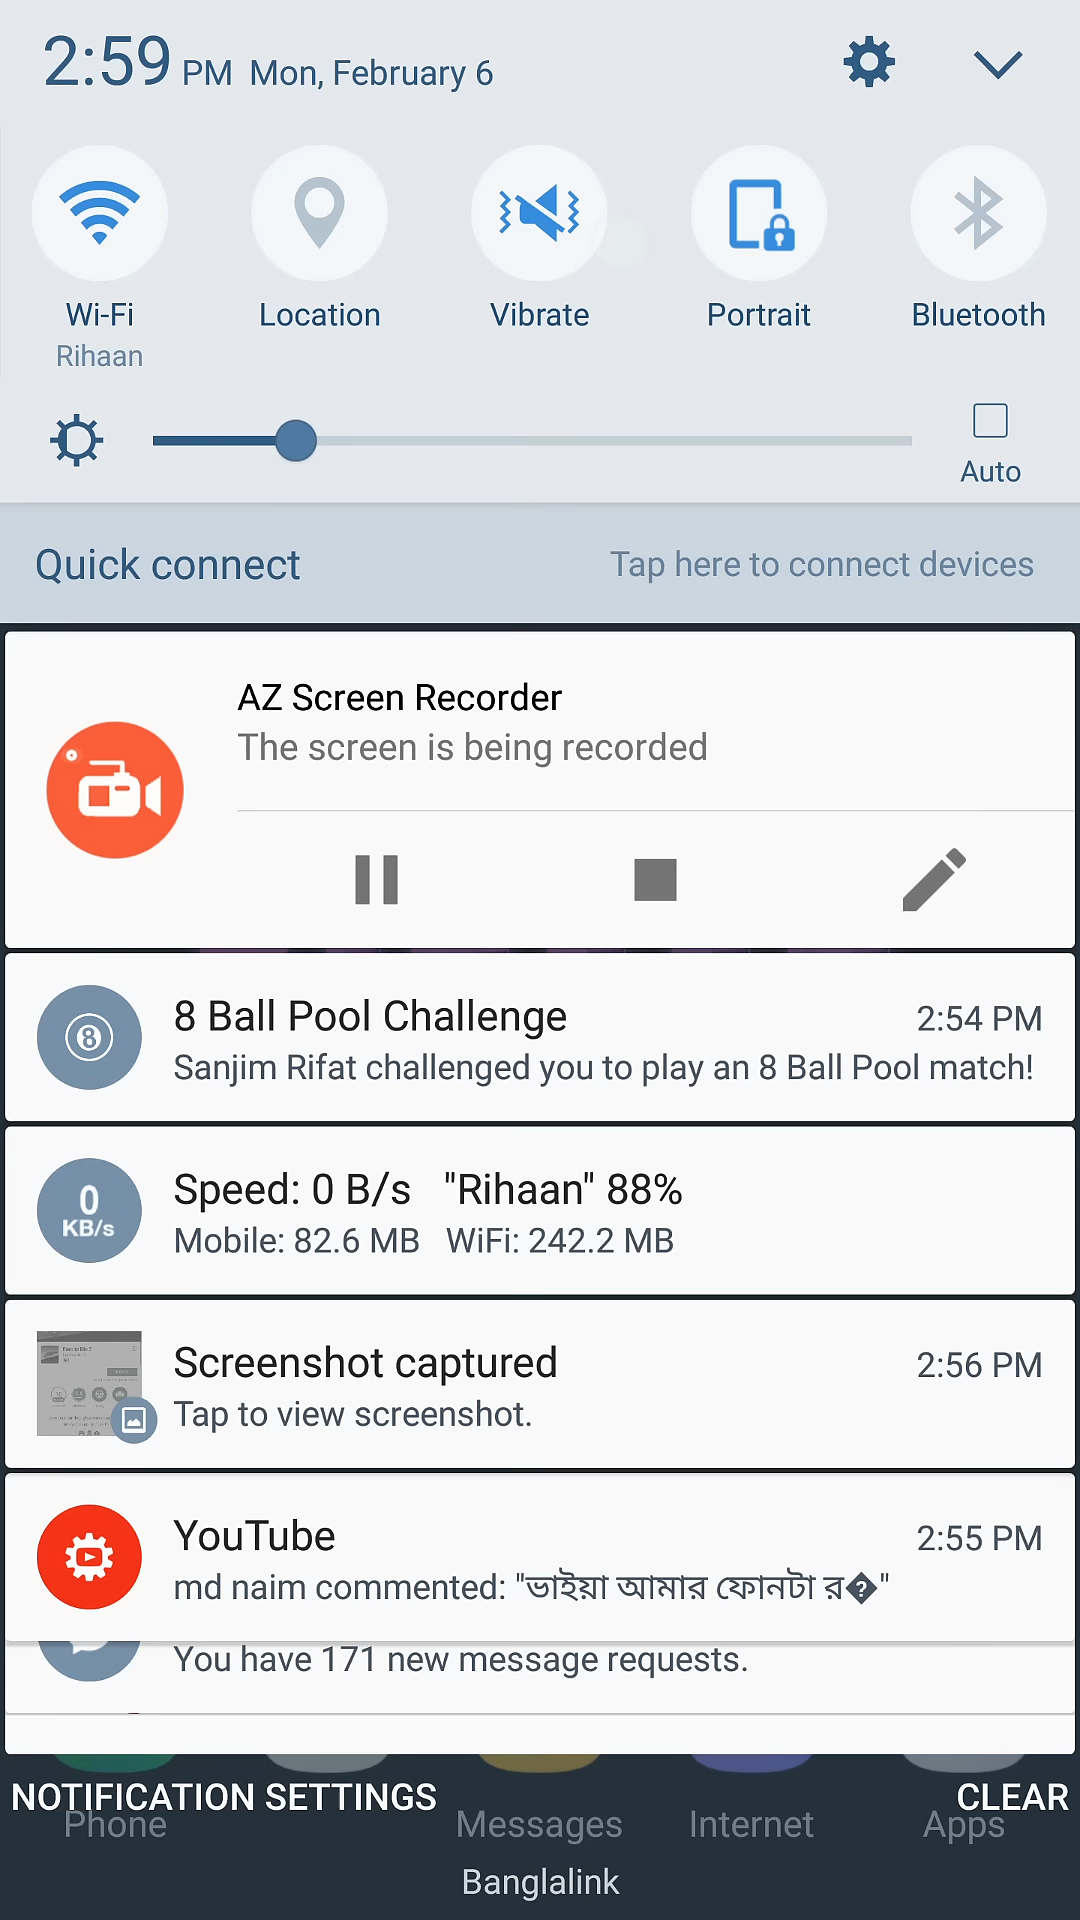 2:59 PM Mon, February 6
Wi-Fi Location Vibrate Portrait Bluetooth
Rihaan
Auto
Quick connect Tap here to connect devices
AZ Screen Recorder
The screen is being recorded
8 Ball Pool Challenge 2:54 PM
Sanjim Rifat challenged you to play an 8 Ball Pool match!
0
KB/s
Speed: 0 B/s "Rihaan" 88%
Mobile: 82.6 MB WiFi: 242.2 MB
Screenshot captured 2:56 PM
Tap to view screenshot.
YouTube 2:55 PM
md naim commented: "ভাইয়া আমার ফোনটা র�"
You have 171 new message requests.
NOTIFICATION SETTINGS CLEAR
Phone Messages Internet Apps
Banglalink